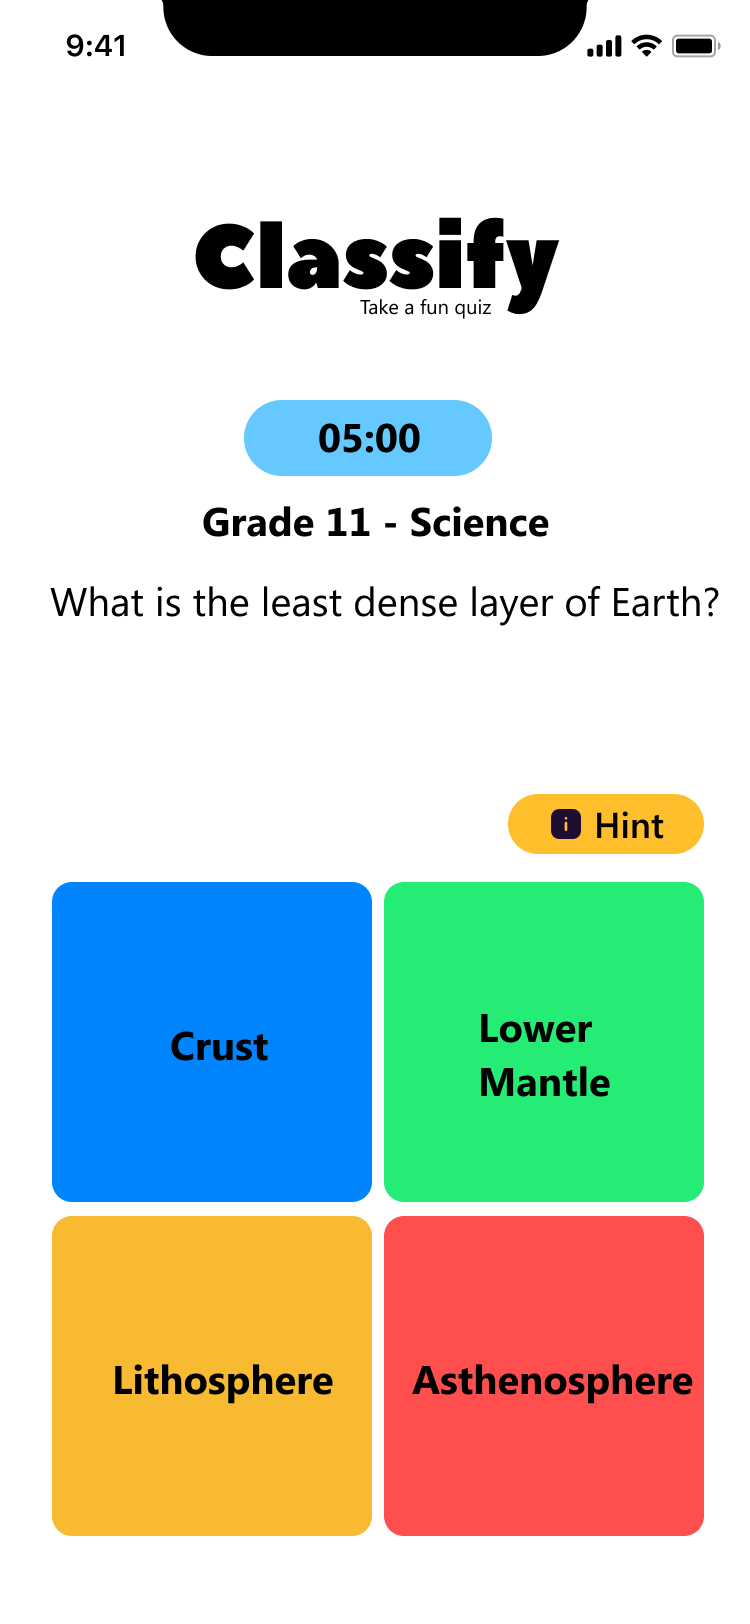 9:41
Classify
Take a fun quiz
05:00
Grade 11 - Science
What is the least dense layer of Earth?
i Hint
Crust
Lower
Mantle
Lithosphere
Asthenosphere